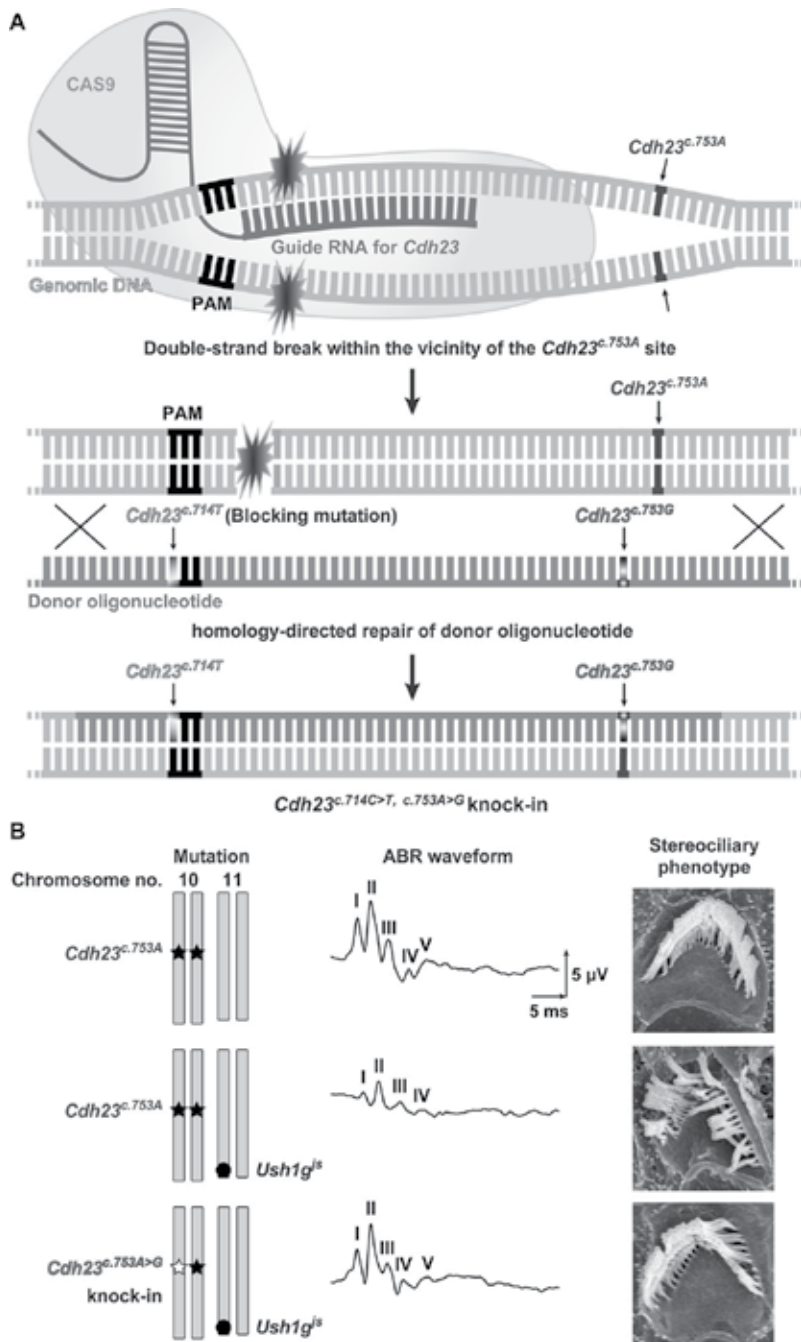 A
CAS9
Cdh23c.753A
Guide RNA for Cdh23
Genomic DNA
PAM
Double-strand break within the vicinity of the Cdh23c.753A site
Cdh23c.753A
PAM
Cdh23c.714T (Blocking mutation)
Cdh23c.753G
Donor oligonucleotide
homology-directed repair of donor oligonucleotide
Cdh23c.714T
Cdh23c.753G
Cdh23c.714C>T, c.753A>G knock-in
B
Mutation
ABR waveform
Stereociliary
phenotype
Chromosome no. 10 11
I II III IV V
Cdh23c.753A
5 µV
5 ms
I II III IV
Cdh23c.753A
Ush1gjs
I II III IV V
Cdh23c.753A>G
knock-in
Ush1gjs